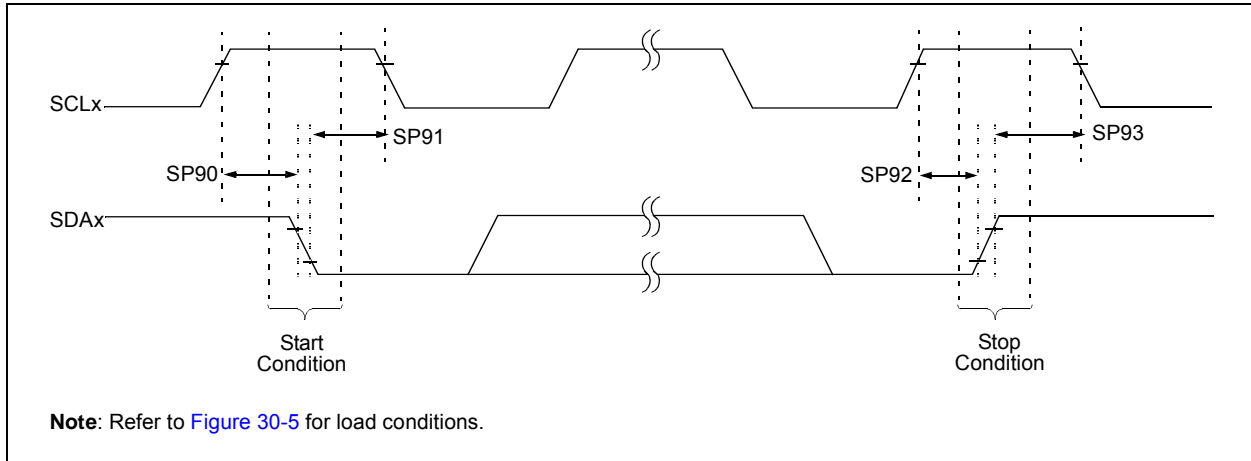 SCLx
SP91
SP93
SP90
SP92
SDAx
Start
Condition
Stop
Condition
Note: Refer to Figure 30-5 for load conditions.